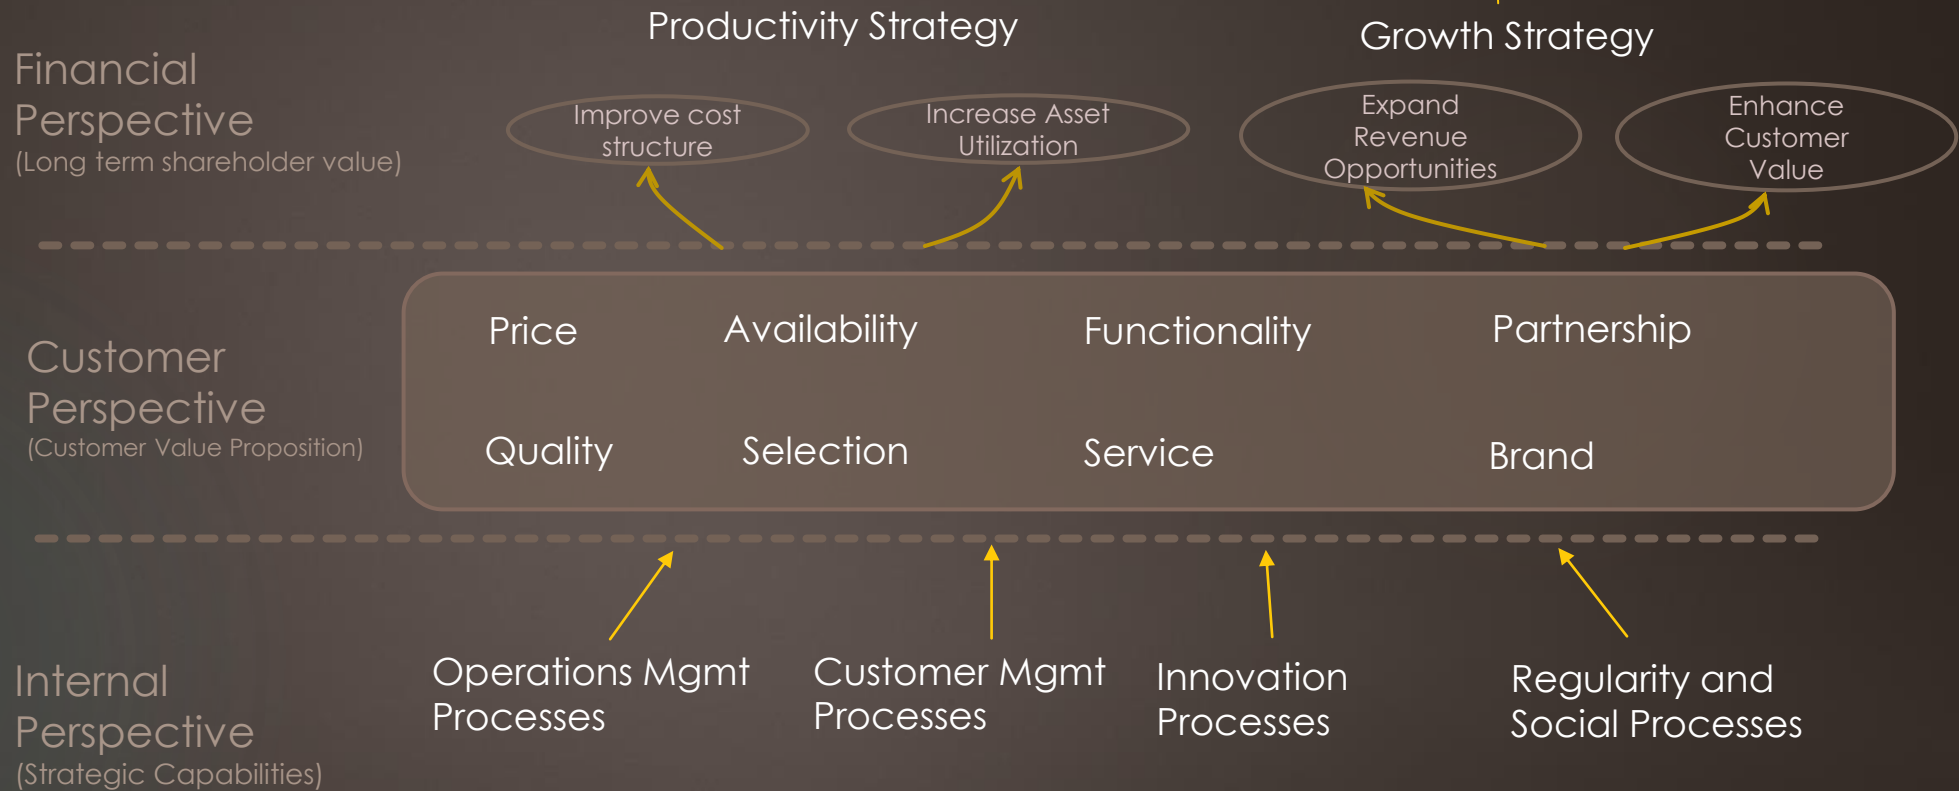 Productivity Strategy
Growth Strategy
Financial
Perspective
(Long term shareholder value)
Improve cost
structure
Increase Asset
Utilization
Expand
Revenue
Opportunities
Enhance
Customer
Value
Customer
Perspective
(Customer Value Proposition)
Price
Availability
Functionality
Partnership
Quality
Selection
Service
Brand
Internal
Perspective
(Strategic Capabilities)
Operations Mgmt
Processes
Customer Mgmt
Processes
Innovation
Processes
Regularity and
Social Processes